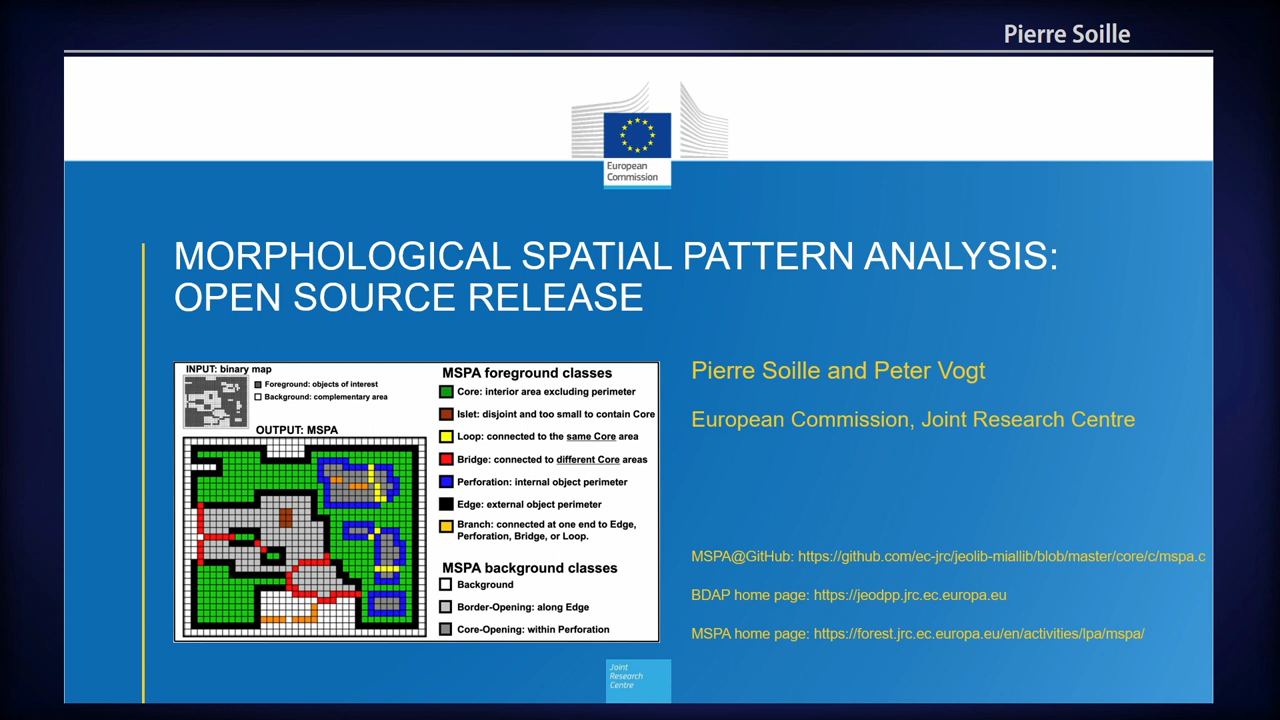 Pierre Soille
European
Commission
MORPHOLOGICAL SPATIAL PATTERN ANALYSIS:
OPEN SOURCE RELEASE
INPUT: binary map
Foreground: objects of interest
Background: complementary area
OUTPUT: MSPA
MSPA foreground classes
Core: interior area excluding perimeter
Islet: disjoint and too small to contain Core
Loop: connected to the same Core area
Bridge: connected to different Core areas
Perforation: internal object perimeter
Edge: external object perimeter
Branch: connected at one end to Edge,
Perforation, Bridge, or Loop.
MSPA background classes
Background
Border-Opening: along Edge
Core-Opening: within Perforation
Pierre Soille and Peter Vogt
European Commission, Joint Research Centre
MSPA@GitHub: https://github.com/ec-jrc/jeolib-miallib/blob/master/core/c/mspa.c
BDAP home page: https://jeodpp.jrc.ec.europa.eu
MSPA home page: https://forest.jrc.ec.europa.eu/en/activities/lpa/mspa/
Joint
Research
Centre